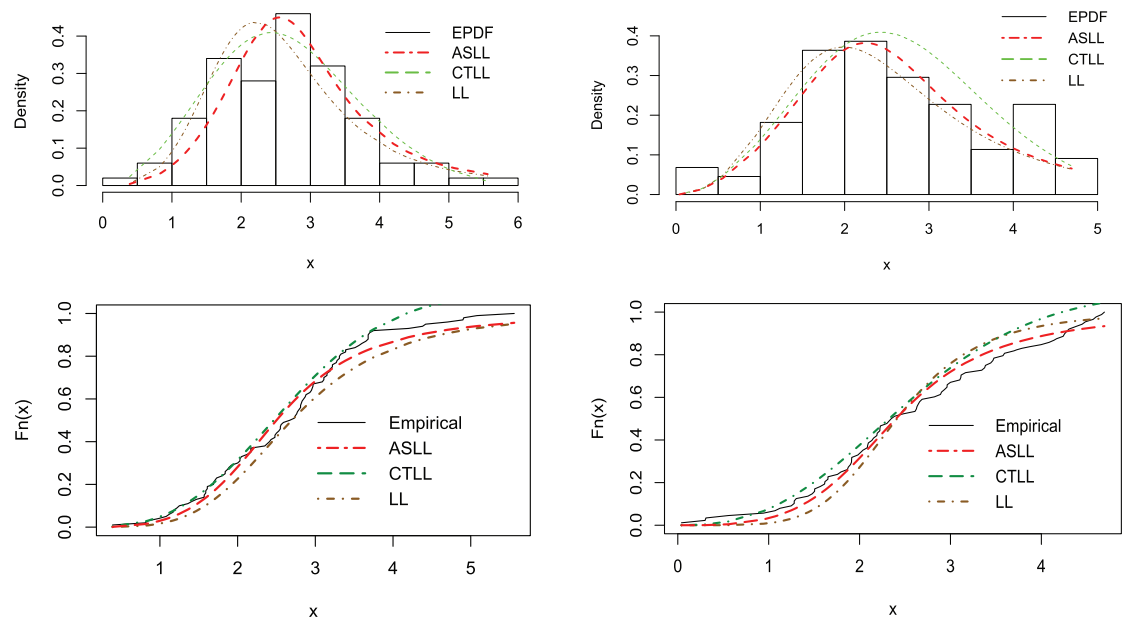 Density
0.0 0.1 0.2 0.3 0.4
EPDF
ASLL
CTLL
LL
0 1 2 3 4 5 6
x
Density
0.0 0.1 0.2 0.3 0.4
EPDF
ASLL
CTLL
LL
0 1 2 3 4 5
x
Fn(x)
0.0 0.2 0.4 0.6 0.8 1.0
Empirical
ASLL
CTLL
LL
1 2 3 4 5
x
Fn(x)
0.0 0.2 0.4 0.6 0.8 1.0
Empirical
ASLL
CTLL
LL
0 1 2 3 4
x